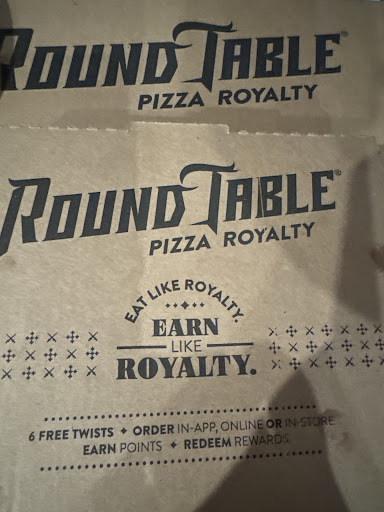 ROUND TABLE®
PIZZA ROYALTY
ROUND TABLE®
PIZZA ROYALTY
EAT LIKE ROYALTY.
EARN
LIKE
ROYALTY.
6 FREE TWISTS ✦ ORDER IN-APP, ONLINE OR IN-STORE
EARN POINTS ✦ REDEEM REWARDS